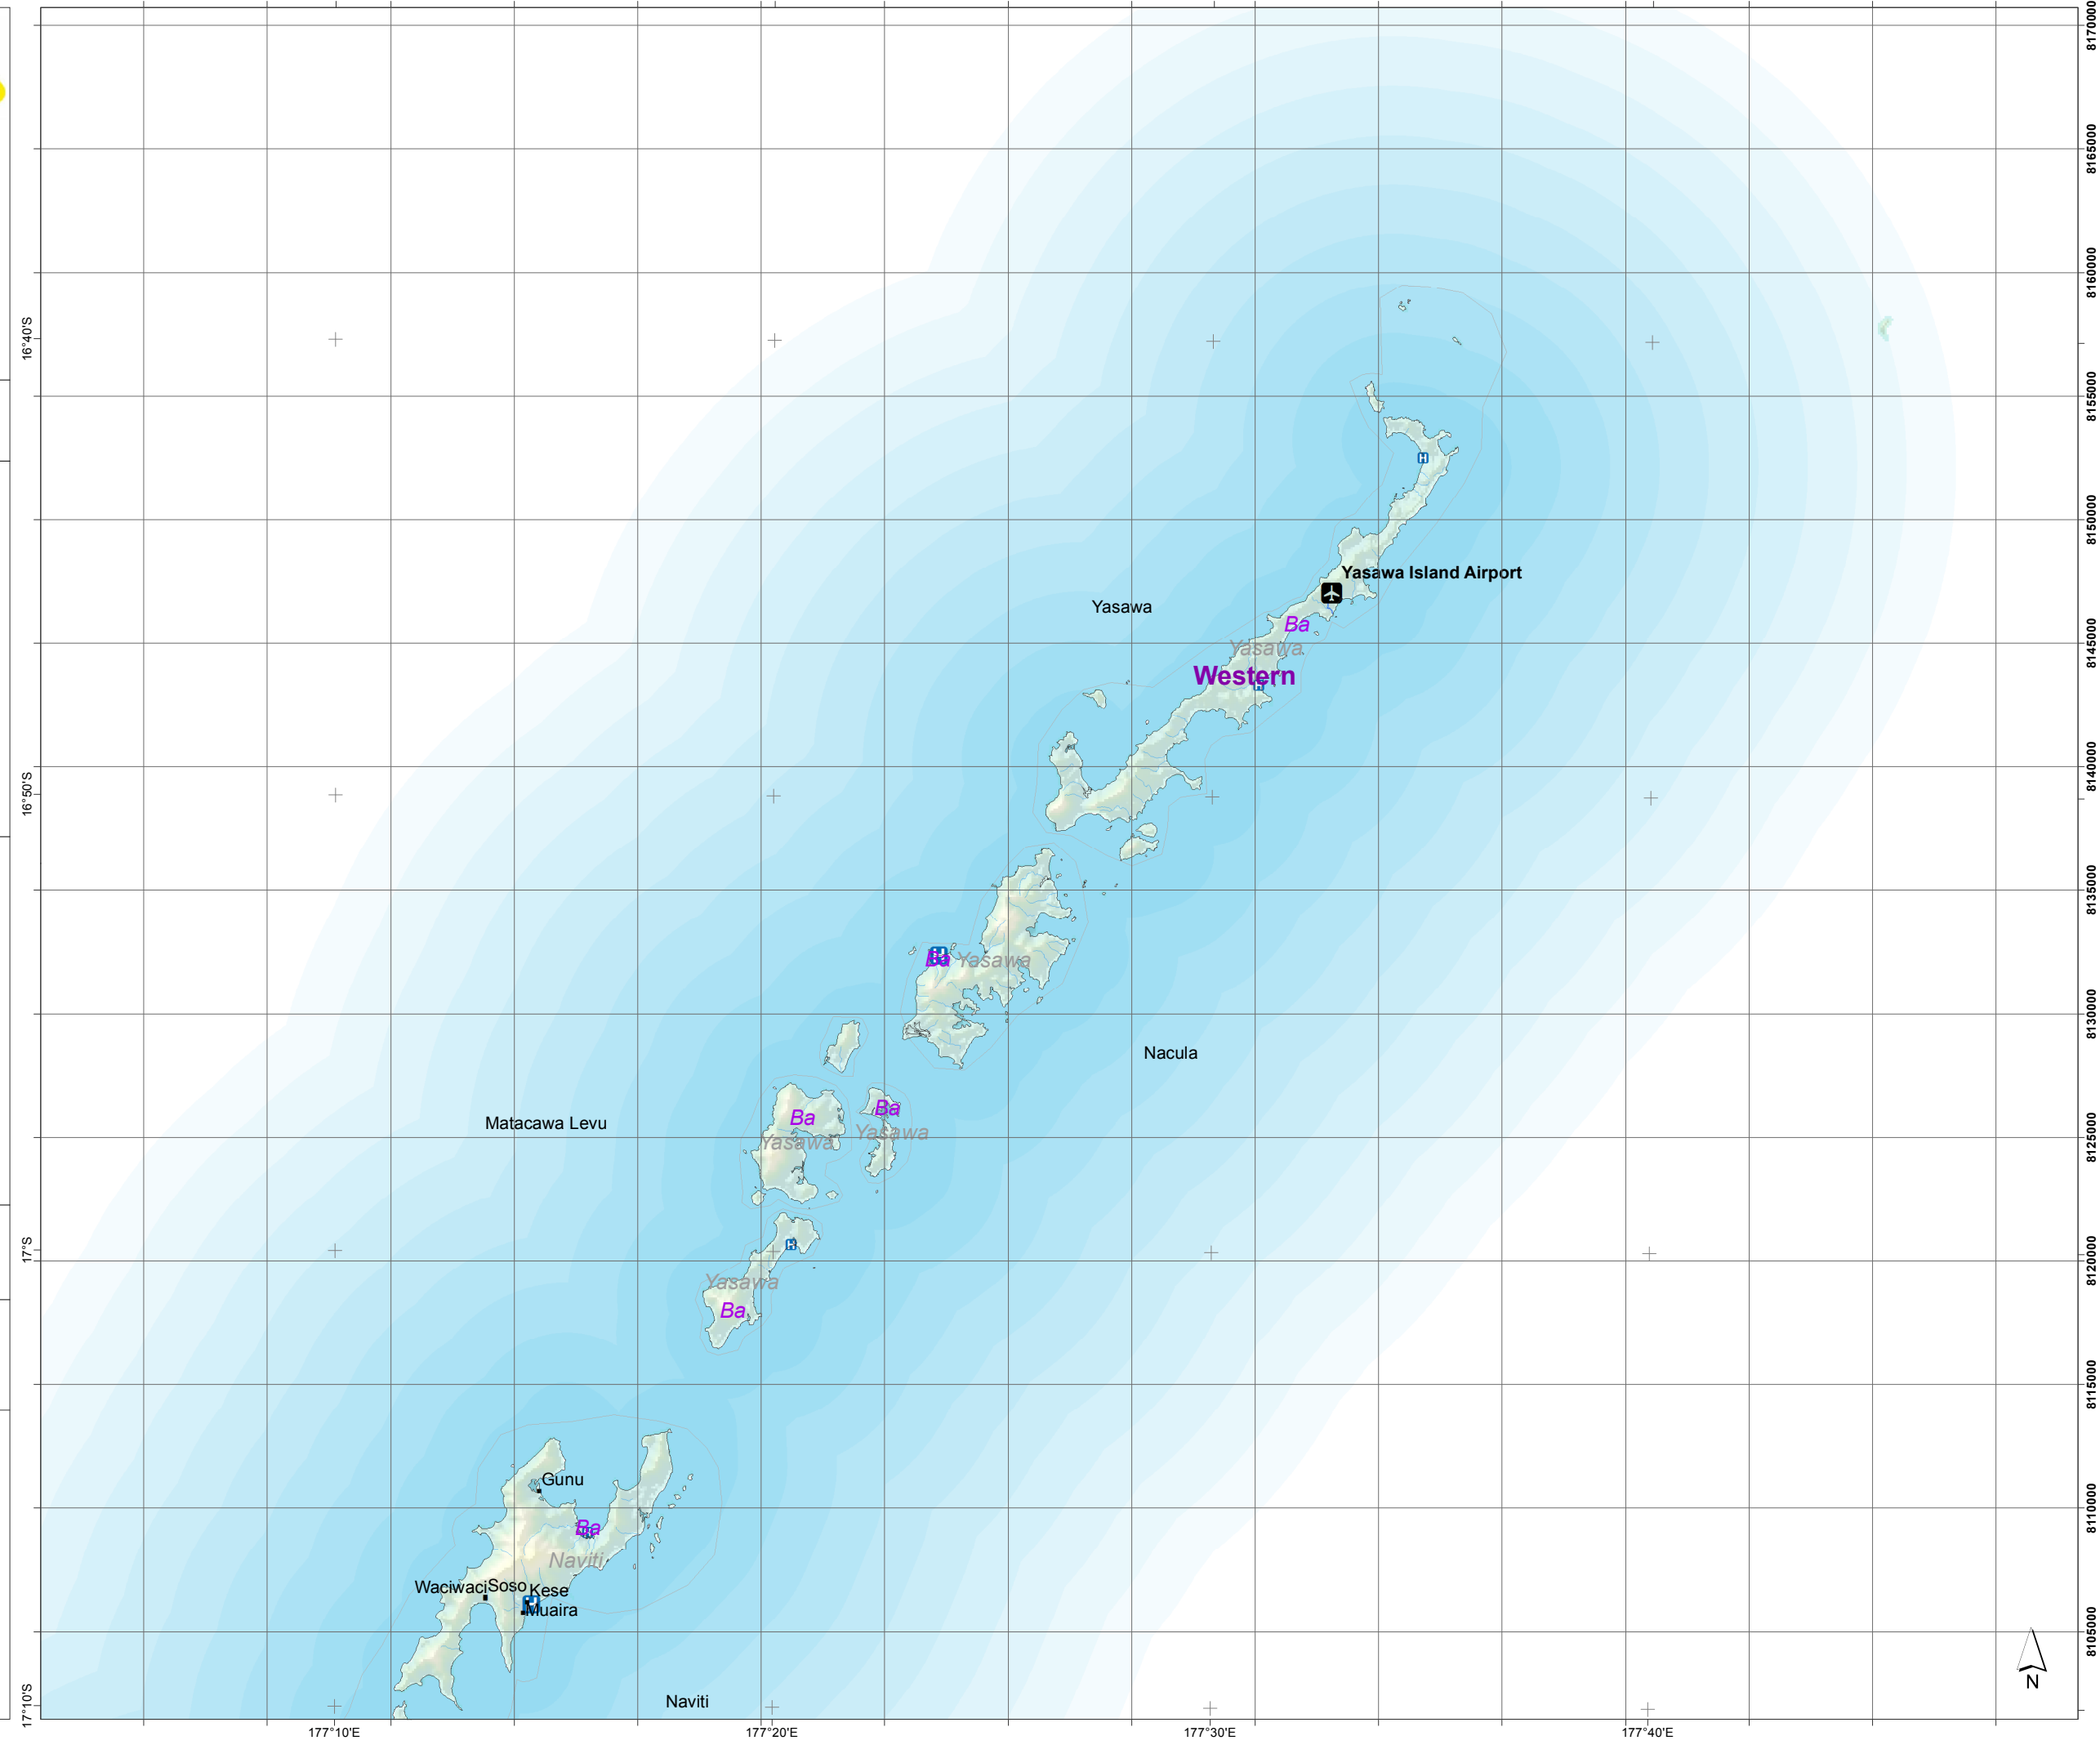 8170000
8165000
8160000
16°40'S
8155000
H
8150000
Yasawa Island Airport
Yasawa
Ba
8145000
Yasawa
Western
H
8140000
16°50'S
8135000
H
Ba
Yasawa
8130000
Nacula
Ba
Ba
Matacawa Levu
Yasawa
8125000
Yasawa
H
17°S
8120000
Yasawa
Ba
8115000
Gunu
8110000
Ba
Naviti
Waciwaci
Soso
Kese
H
Muaira
8105000
N
Naviti
17°10'S
177°10'E
177°20'E
177°30'E
177°40'E